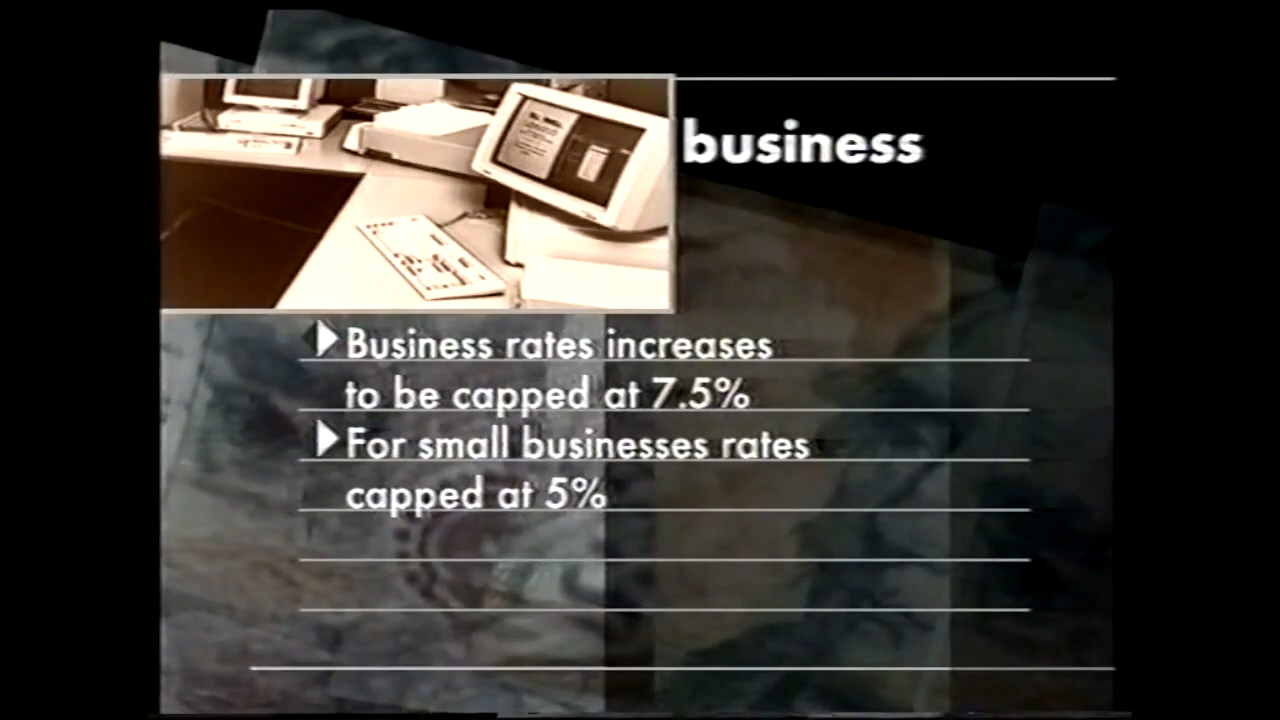 business
Business rates increases
to be capped at 7.5%
For small businesses rates
capped at 5%